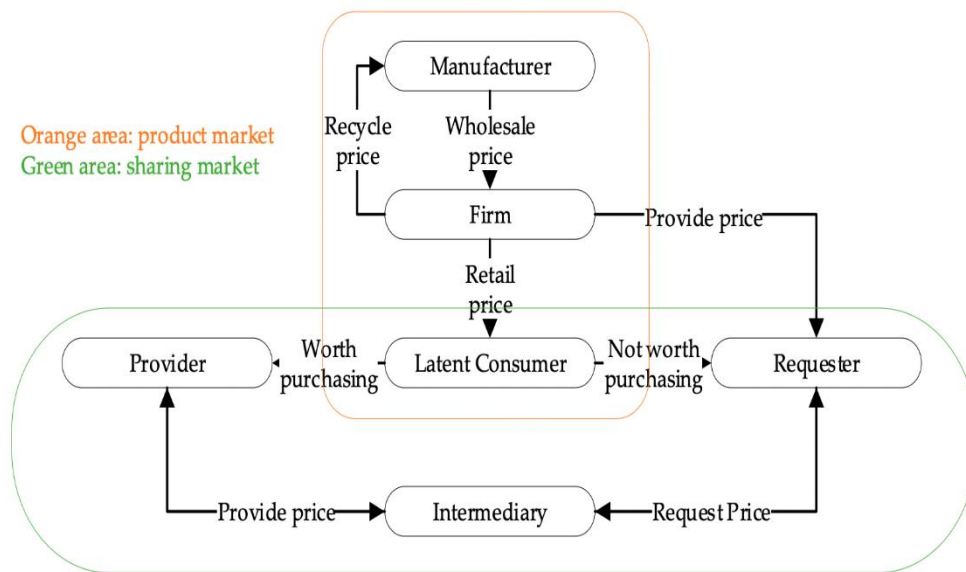 Manufacturer
Recycle
price
Wholesale
price
Orange area: product market
Green area: sharing market
Firm
Provide price
Retail
price
Provider
Worth
purchasing
Latent Consumer
Not worth
purchasing
Requester
Provide price
Intermediary
Request Price